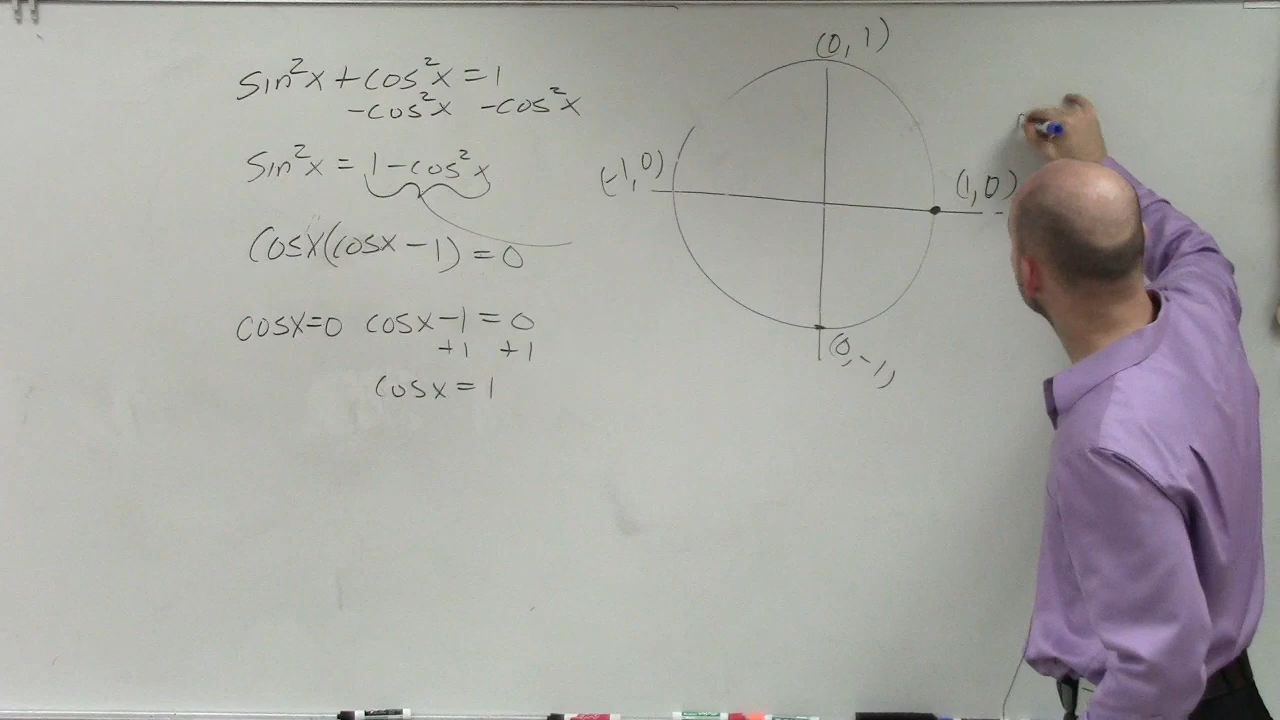 sin²x + cos²x = 1
-cos²x -cos²x
sin²x = 1 - cos²x
cosx(cosx - 1) = 0
cosx=0 cosx - 1 = 0
+1 +1
cosx = 1
(0, 1)
(-1, 0)
(1, 0)
(0, -1)